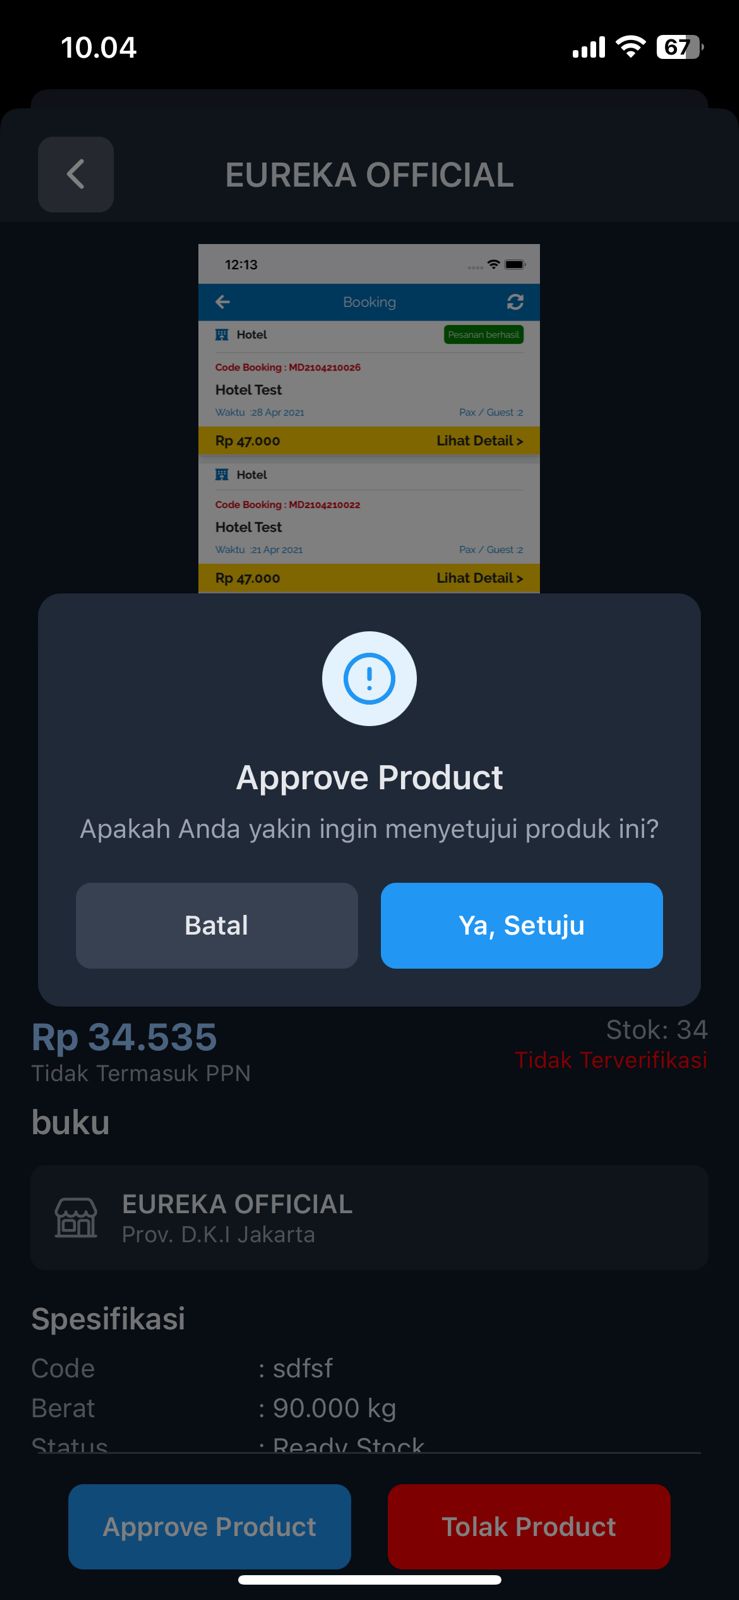 10.04
67
EUREKA OFFICIAL
12:13
Booking
Hotel
Pesanan berhasil
Code Booking : MD2104210026
Hotel Test
Waktu :28 Apr 2021
Pax / Guest :2
Rp 47.000
Lihat Detail >
Hotel
Code Booking : MD2104210022
Hotel Test
Waktu :21 Apr 2021
Pax / Guest :2
Rp 47.000
Lihat Detail >
Approve Product
Apakah Anda yakin ingin menyetujui produk ini?
Batal
Ya, Setuju
Rp 34.535
Stok: 34
Tidak Termasuk PPN
Tidak Terverifikasi
buku
EUREKA OFFICIAL
Prov. D.K.I Jakarta
Spesifikasi
Code : sdfsf
Berat : 90.000 kg
Status : Ready Stock
Approve Product
Tolak Product